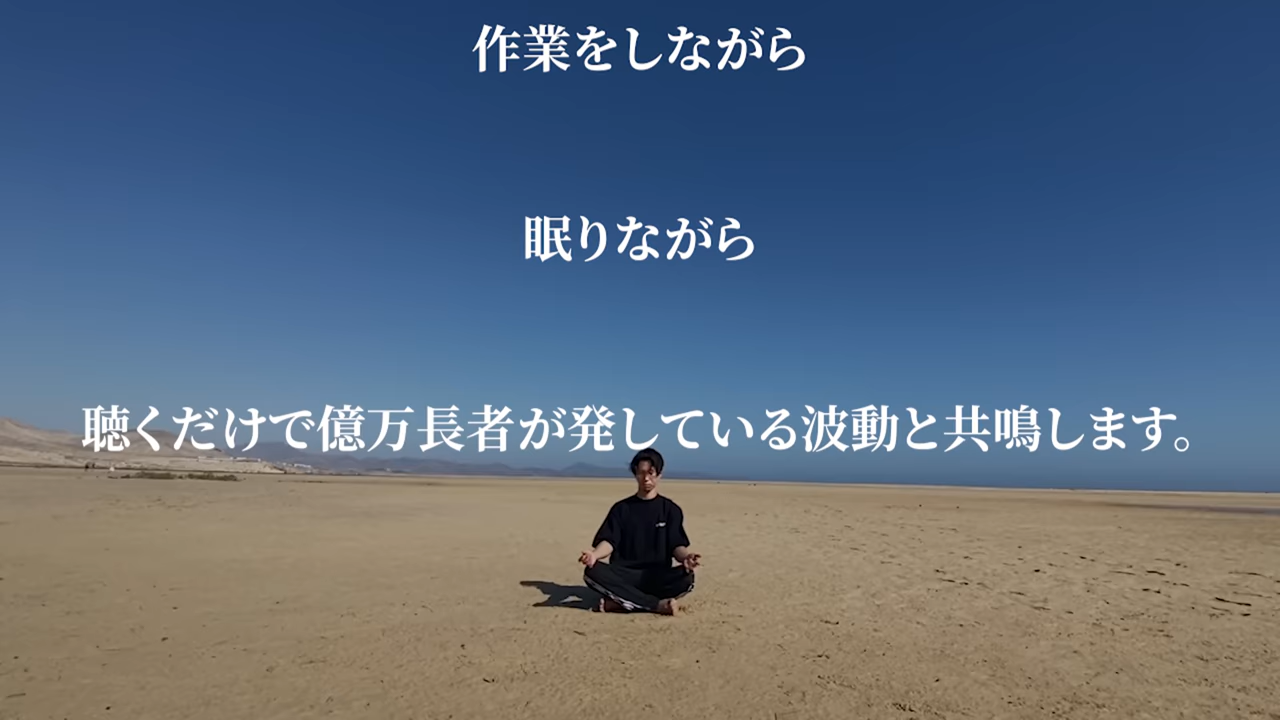 作業をしながら
眠りながら
聴くだけで億万長者が発している波動と共鳴します。